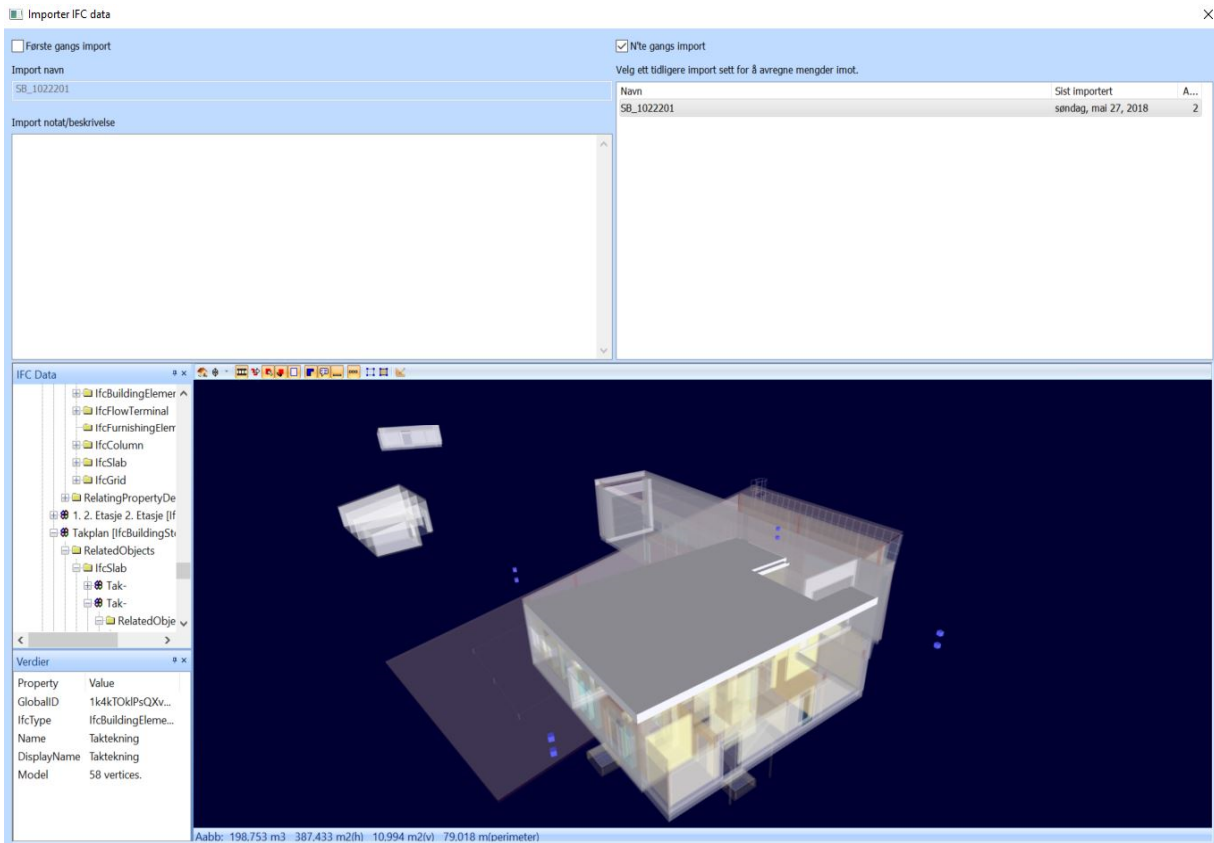 Importer IFC data
Første gangs import
N'te gangs import
Import navn
Velg ett tidligere import sett for å avregne mengder imot.
SB_1022201
Navn Sist importert A...
SB_1022201 søndag, mai 27, 2018 2
Import notat/beskrivelse
IFC Data
IfcBuildingElemer
IfcFlowTerminal
IfcFurnishingElem
IfcColumn
IfcSlab
IfcGrid
RelatingPropertyDe
1. 2. Etasje 2. Etasje [If
Takplan [IfcBuildingSt
RelatedObjects
IfcSlab
Tak-
Tak-
RelatedObje
Verdier
Property Value
GlobalID 1k4kTOklPsQXv...
IfcType IfcBuildingEleme...
Name Taktekning
DisplayName Taktekning
Model 58 vertices.
Aabb: 198,753 m3 387,433 m2(h) 10,994 m2(v) 79,018 m(perimeter)